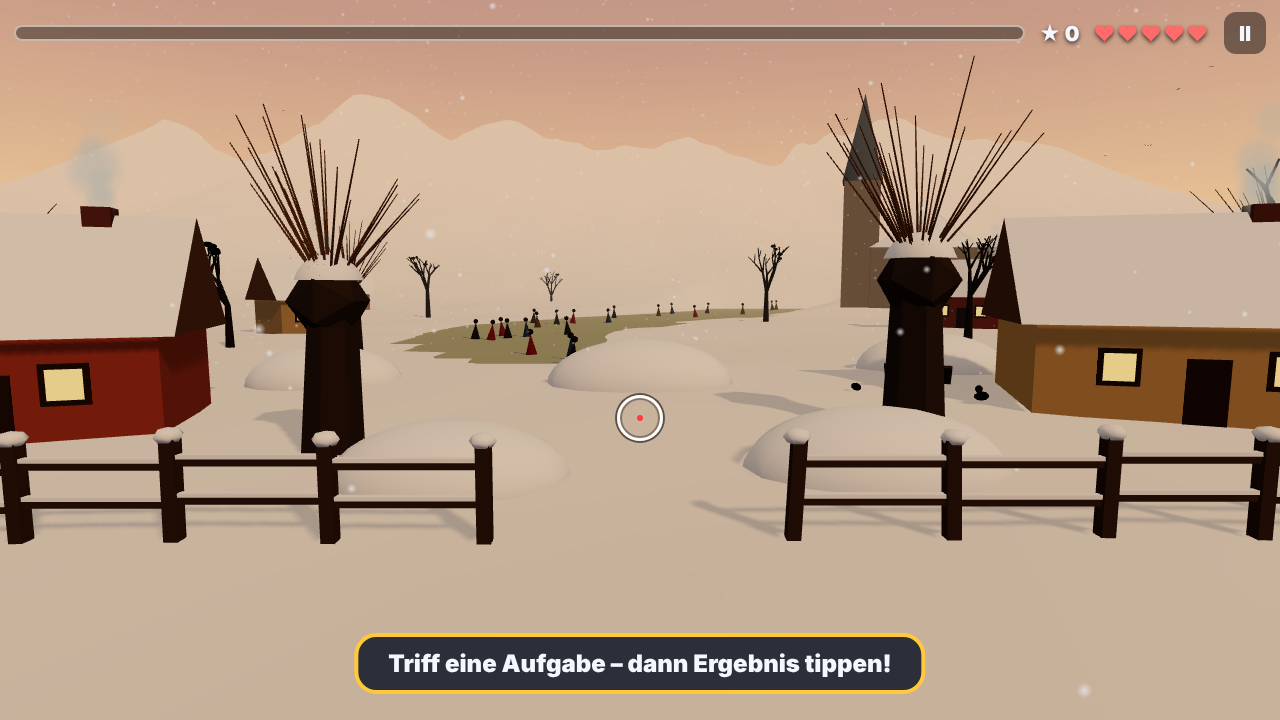 ★ 0
Triff eine Aufgabe – dann Ergebnis tippen!